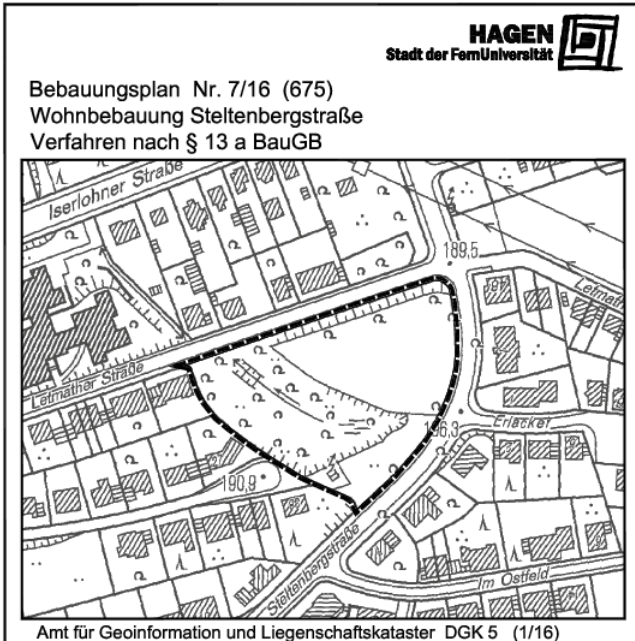 HAGEN
Stadt der FernUniversität
Bebauungsplan Nr. 7/16 (675)
Wohnbebauung Steltenbergstraße
Verfahren nach § 13 a BauGB
Iserlohner Straße
189,5
Letmather Straße
Erlacker
196,3
190,9
Steltenbergstraße
Im Ostfeld
Amt für Geoinformation und Liegenschaftskataster DGK 5 (1/16)